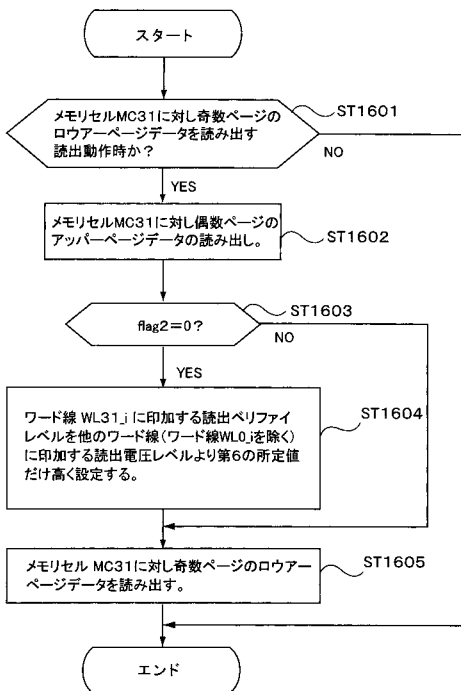 スタート
メモリセルMC31に対し奇数ページの
ロウアーページデータを読み出す
読出動作時か？
ST1601
NO
YES
メモリセルMC31に対し偶数ページの
アッパーページデータの読み出し。
ST1602
flag2=0？
ST1603
NO
YES
ワード線 WL31_i に印加する読出ベリファイ
レベルを他のワード線(ワード線WL0_iを除く)
に印加する読出電圧レベルより第6の所定値
だけ高く設定する。
ST1604
メモリセル MC31に対し奇数ページのロウアー
ページデータを読み出す。
ST1605
エンド